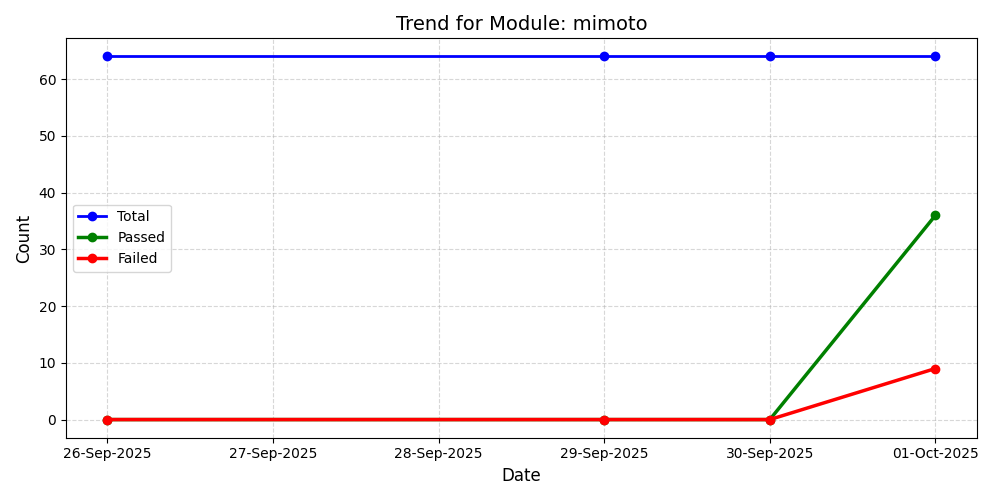 Trend for Module: mimoto
Count
60
50
40
30
20
10
0
Total
Passed
Failed
26-Sep-2025
27-Sep-2025
28-Sep-2025
29-Sep-2025
30-Sep-2025
01-Oct-2025
Date